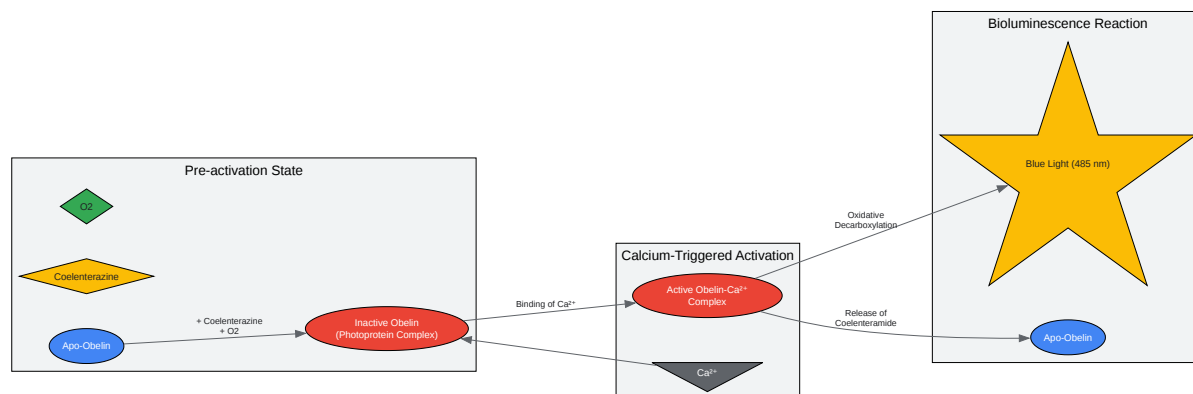 Pre-activation State
O2
Coelenterazine
Apo-Obelin
+ Coelenterazine
+ O2
Inactive Obelin
(Photoprotein Complex)
Binding of Ca²⁺
Calcium-Triggered Activation
Active Obelin-Ca²⁺
Complex
Ca²⁺
Oxidative
Decarboxylation
Release of
Coelenteramide
Bioluminescence Reaction
Blue Light (485 nm)
Apo-Obelin